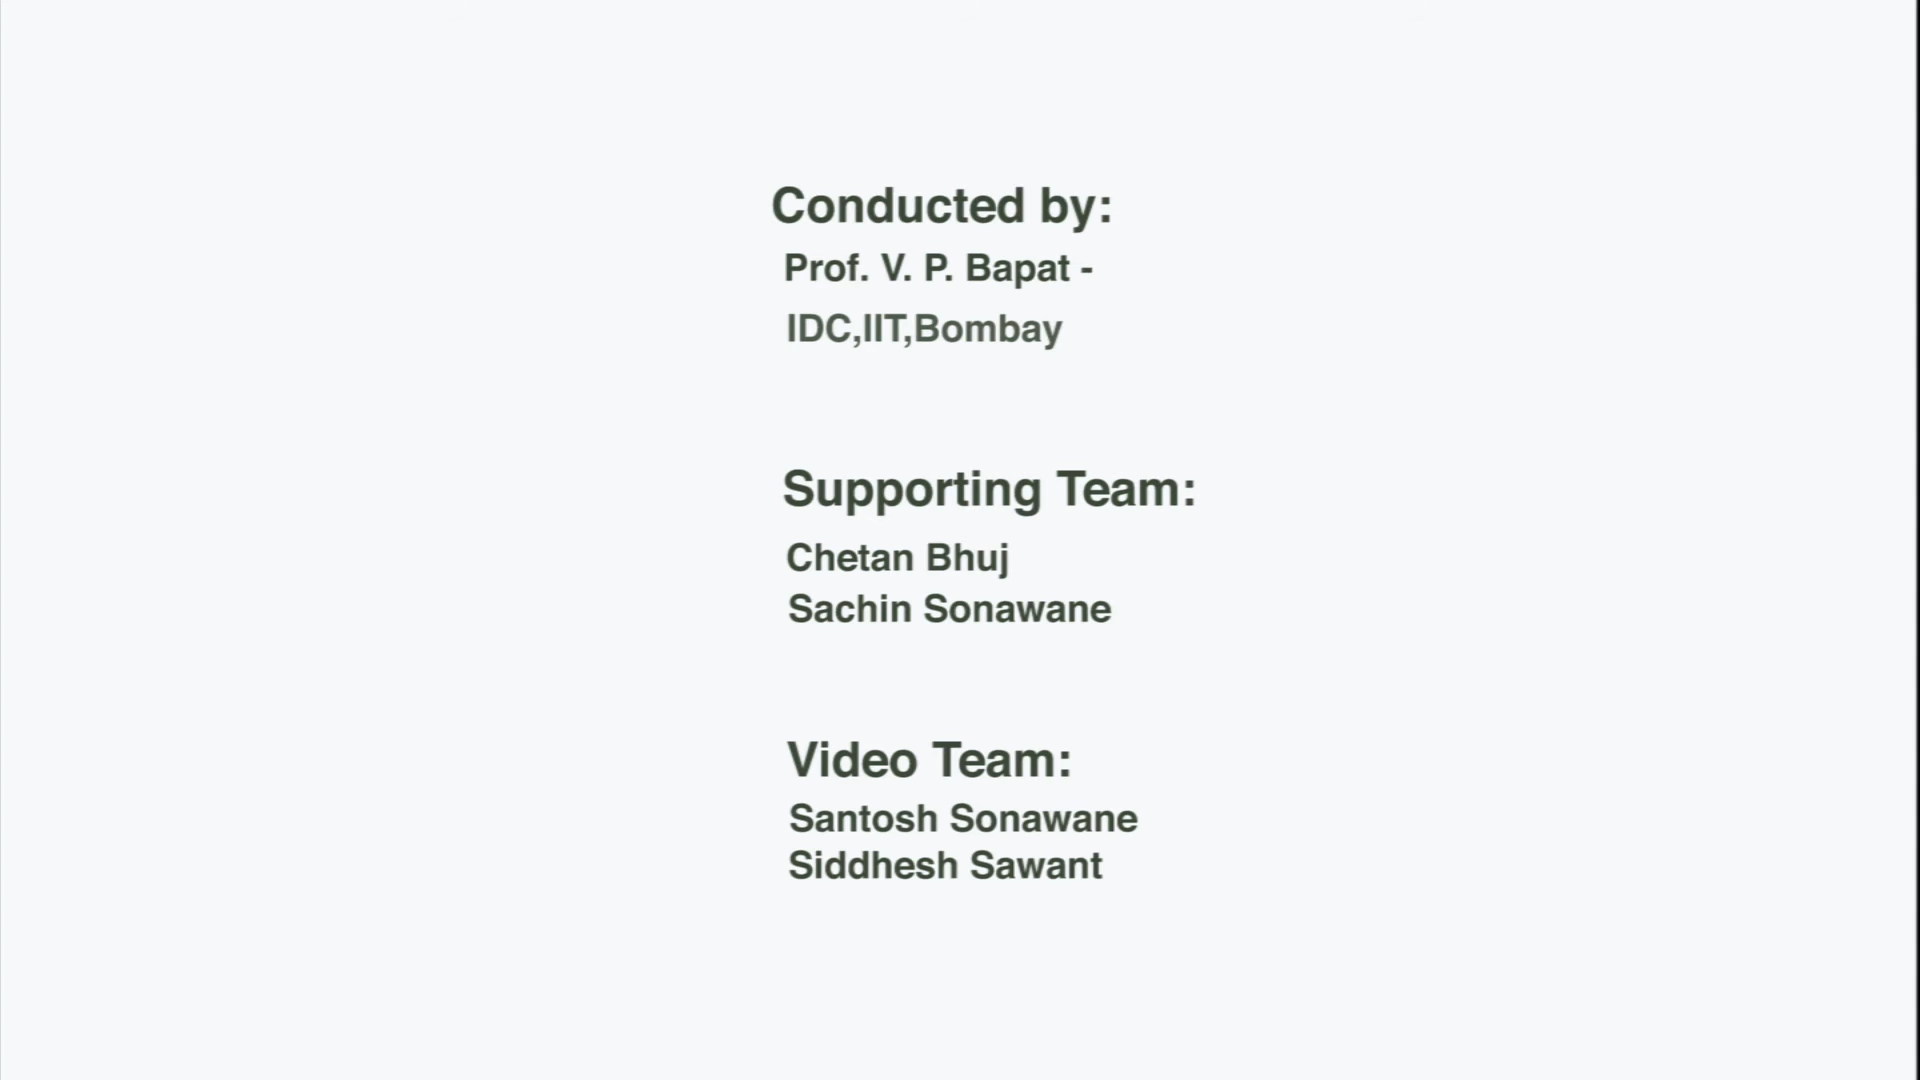 Conducted by:
Prof. V. P. Bapat -
IDC,IIT,Bombay
Supporting Team:
Chetan Bhuj
Sachin Sonawane
Video Team:
Santosh Sonawane
Siddhesh Sawant